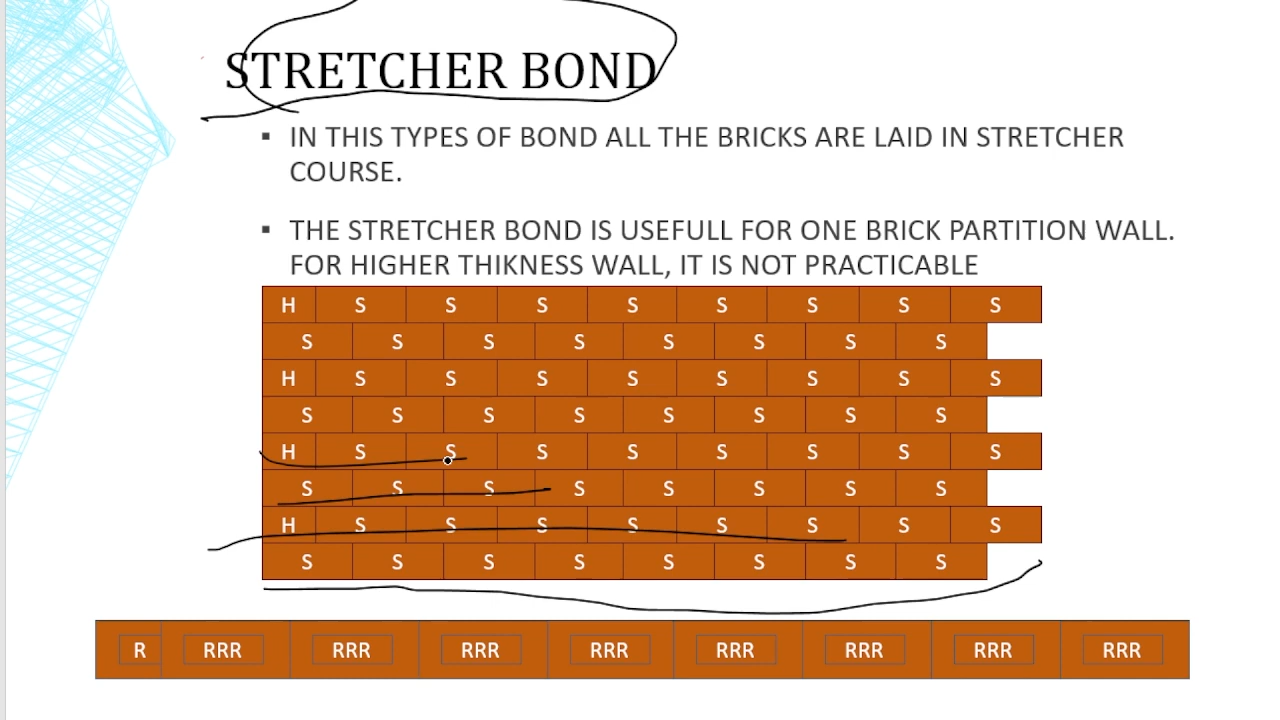 STRETCHER BOND
▪ IN THIS TYPES OF BOND ALL THE BRICKS ARE LAID IN STRETCHER
COURSE.
▪ THE STRETCHER BOND IS USEFULL FOR ONE BRICK PARTITION WALL.
FOR HIGHER THIKNESS WALL, IT IS NOT PRACTICABLE
H S S S S S S S S
S S S S S S S S
H S S S S S S S S
S S S S S S S S
H S S S S S S S S
S S S S S S S S
H S S S S S S S S
S S S S S S S S
R RRR RRR RRR RRR RRR RRR RRR RRR